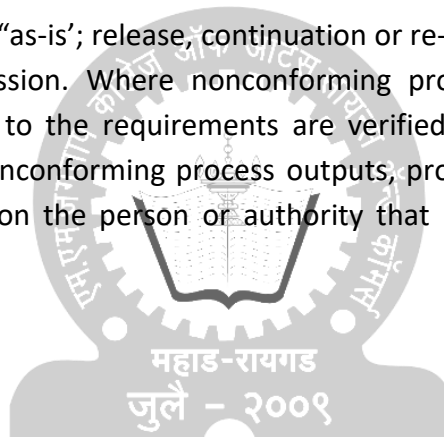 “as-is’; release, continuation or re-
ssion. Where nonconforming pro
to the requirements are verified
nconforming process outputs, pro
on the person or authority that
महाड-रायगड
जुलै – २००९